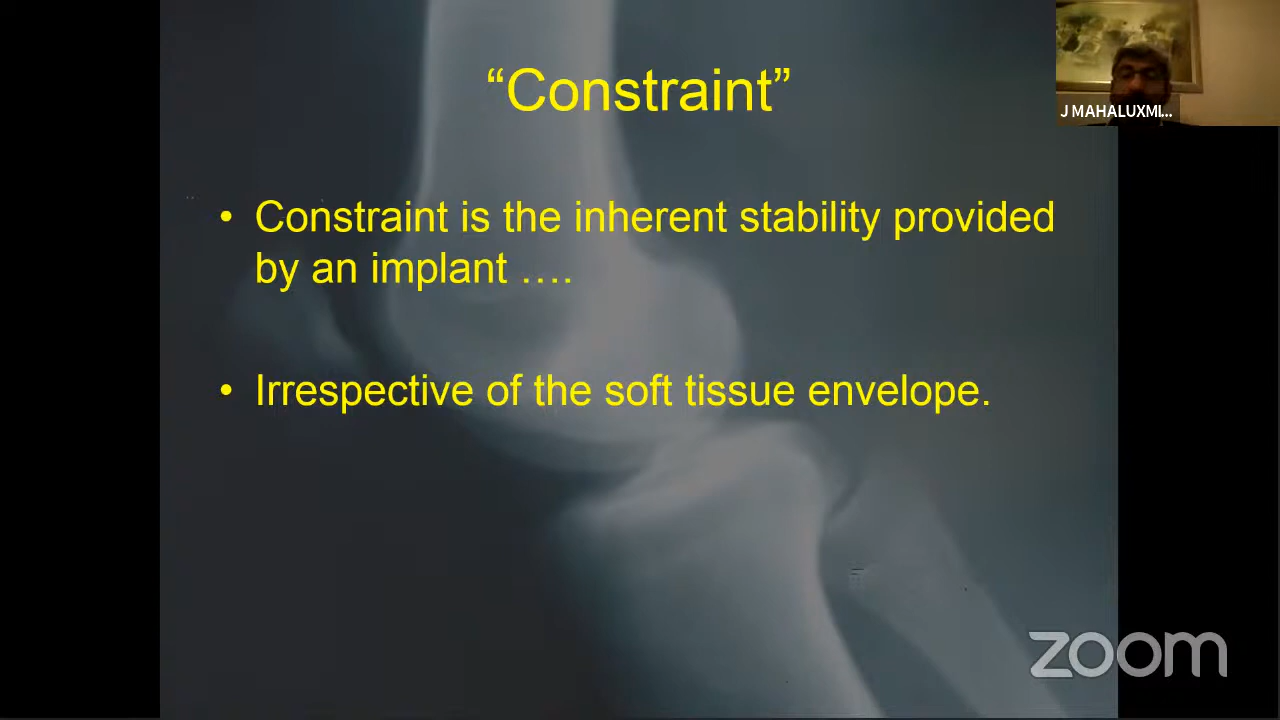 “Constraint”
J MAHALUXMI...
• Constraint is the inherent stability provided
by an implant ….
• Irrespective of the soft tissue envelope.
zoom